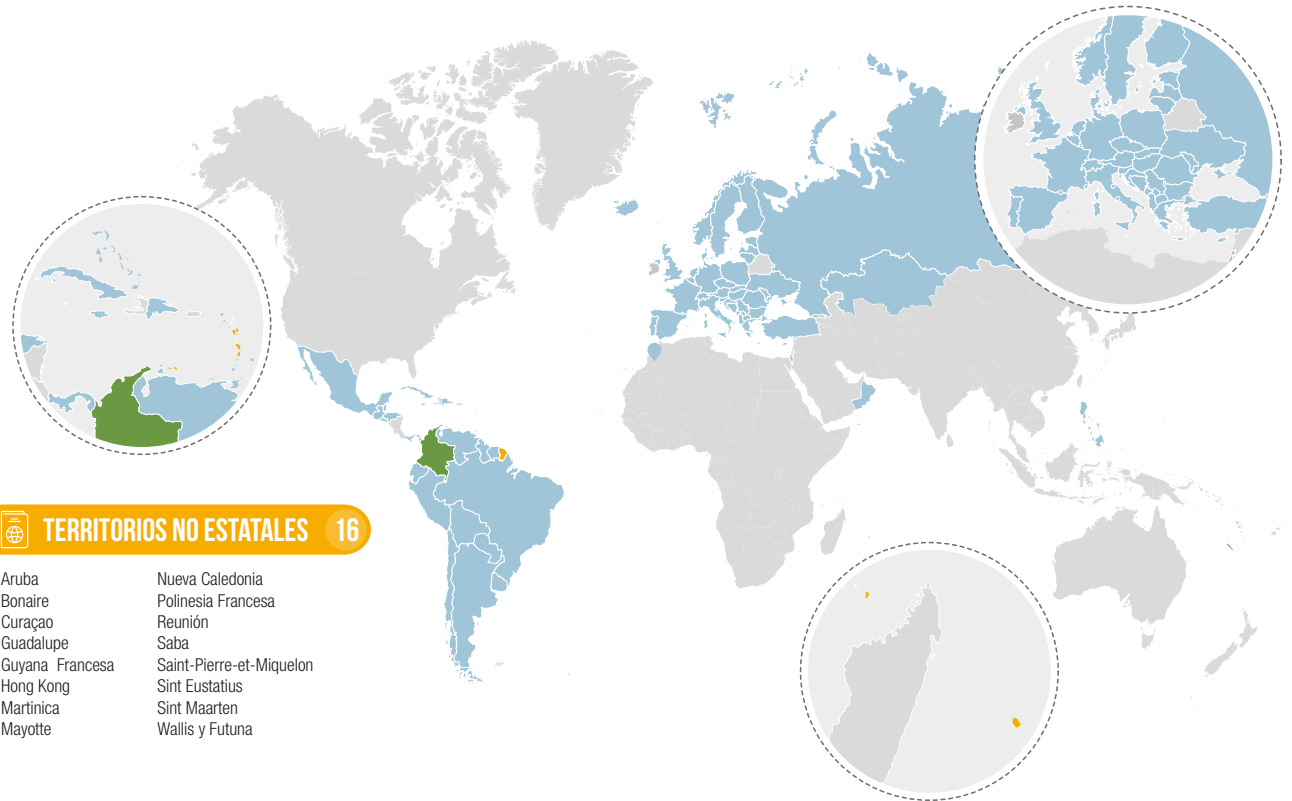 TERRITORIOS NO ESTATALES 16
Aruba
Bonaire
Curaçao
Guadalupe
Guyana Francesa
Hong Kong
Martinica
Mayotte
Nueva Caledonia
Polinesia Francesa
Reunión
Saba
Saint-Pierre-et-Miquelon
Sint Eustatius
Sint Maarten
Wallis y Futuna